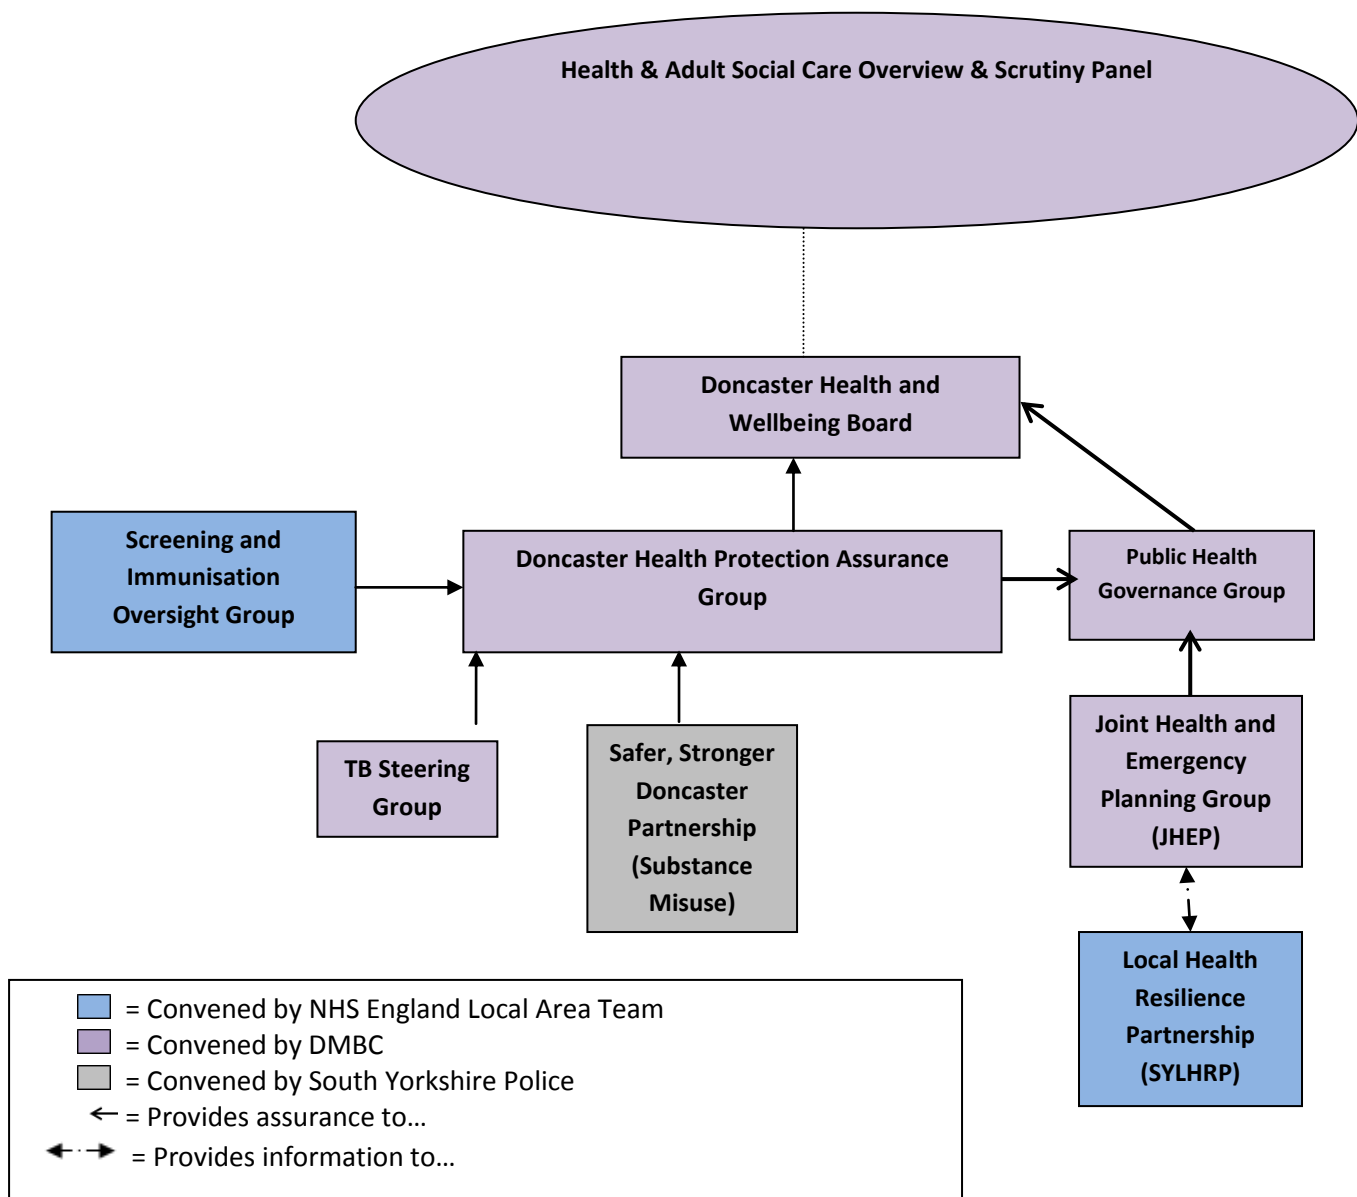 Health & Adult Social Care Overview & Scrutiny Panel
Doncaster Health and
Wellbeing Board
Screening and
Immunisation
Oversight Group
Doncaster Health Protection Assurance
Group
Public Health
Governance Group
TB Steering
Group
Safer, Stronger
Doncaster
Partnership
(Substance
Misuse)
Joint Health and
Emergency
Planning Group
(JHEP)
Local Health
Resilience
Partnership
(SYLHRP)
= Convened by NHS England Local Area Team
= Convened by DMBC
= Convened by South Yorkshire Police
= Provides assurance to…
= Provides information to…